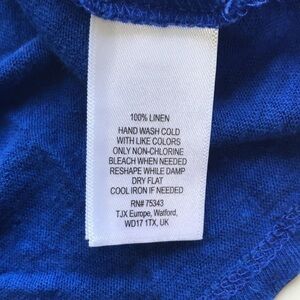 100% LINEN
HAND WASH COLD
WITH LIKE COLORS
ONLY NON-CHLORINE
BLEACH WHEN NEEDED
RESHAPE WHILE DAMP
DRY FLAT
COOL IRON IF NEEDED
RN# 75343
TJX Europe, Watford,
WD17 1TX, UK